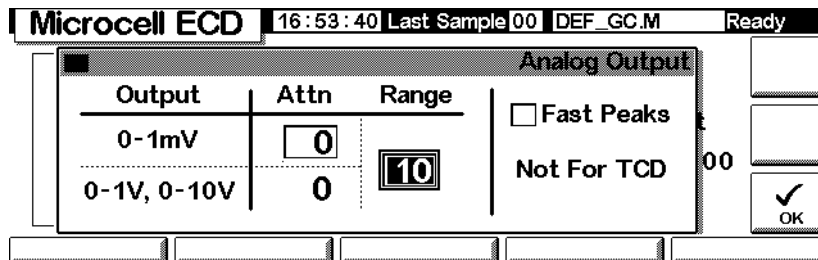 Microcell ECD 16:53:40 Last Sample 00 DEF_GC.M Ready
Analog Output
Output Attn Range
0-1mV 0
10
0-1V, 0-10V 0
Fast Peaks
Not For TCD
00
OK